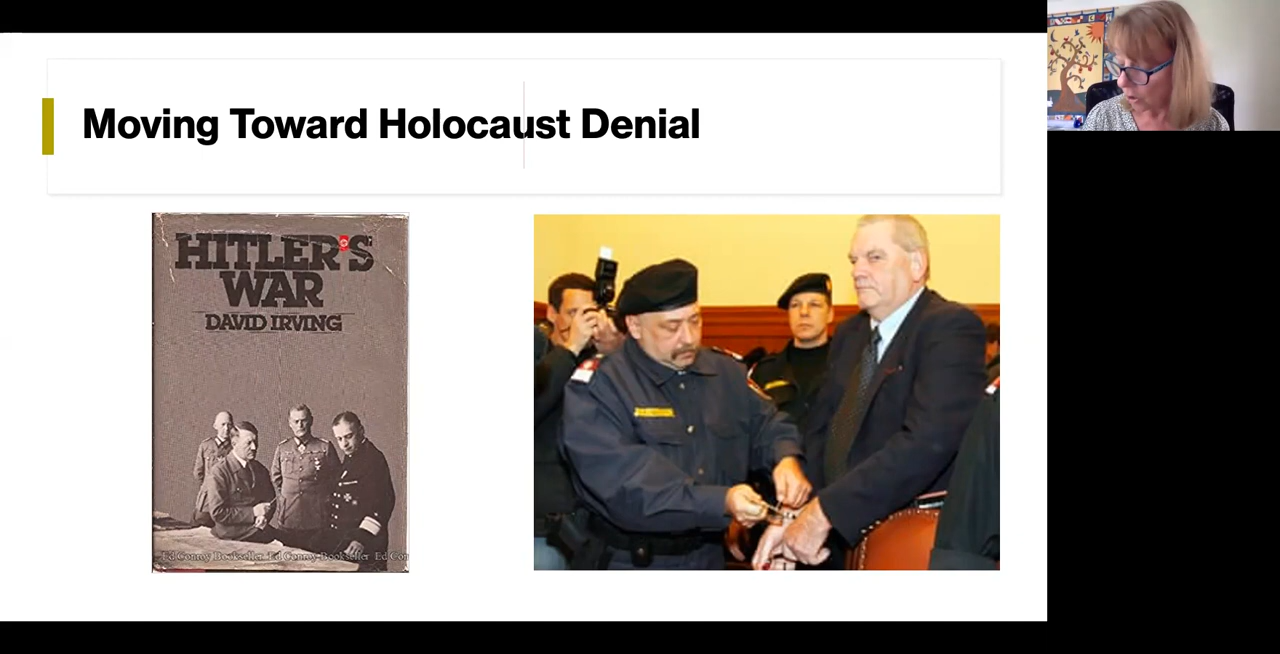 Moving Toward Holocaust Denial
HITLER'S
WAR
DAVID IRVING
Ed Conroy Bookseller Ed Conroy Bookseller Ed Con